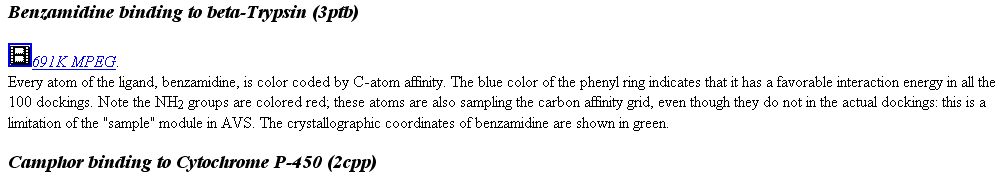 Benzamidine binding to beta-Trypsin (3ptb)
691K MPEG.
Every atom of the ligand, benzamidine, is color coded by C-atom affinity. The blue color of the phenyl ring indicates that it has a favorable interaction energy in all the
100 dockings. Note the NH2 groups are colored red; these atoms are also sampling the carbon affinity grid, even though they do not in the actual dockings: this is a
limitation of the "sample" module in AVS. The crystallographic coordinates of benzamidine are shown in green.
Camphor binding to Cytochrome P-450 (2cpp)